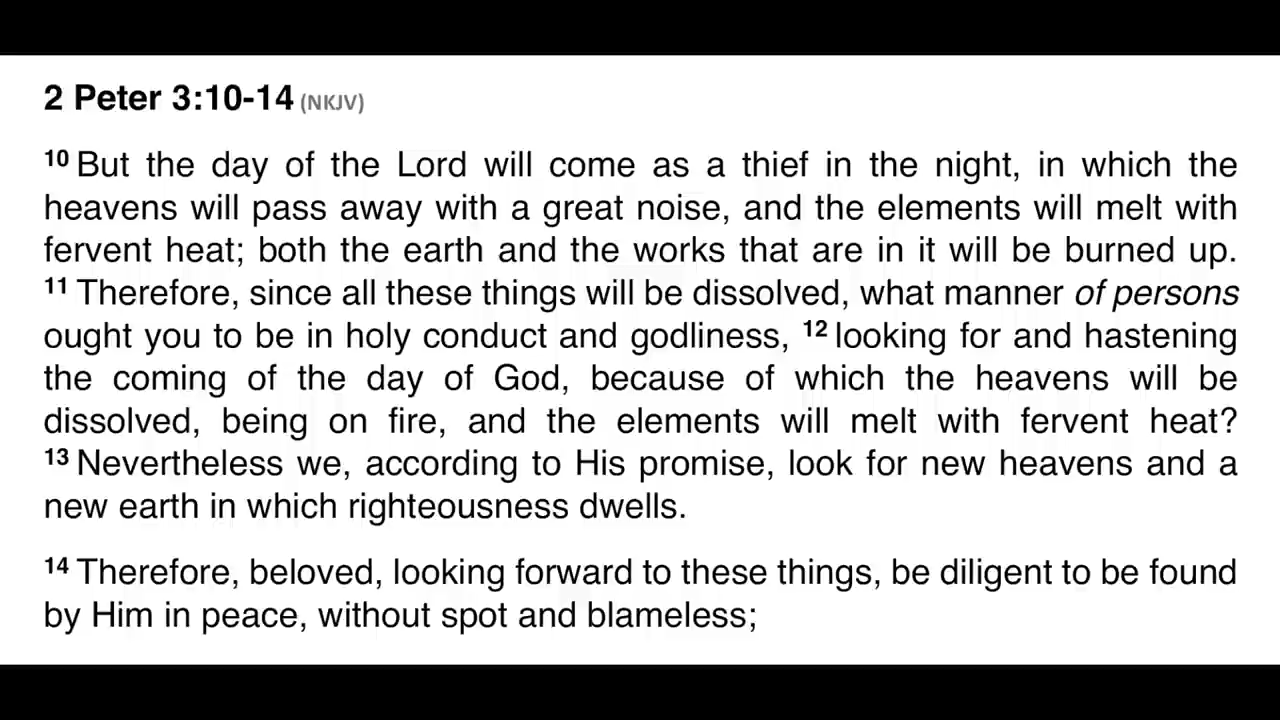 2 Peter 3:10-14 (NKJV)
10 But the day of the Lord will come as a thief in the night, in which the
heavens will pass away with a great noise, and the elements will melt with
fervent heat; both the earth and the works that are in it will be burned up.
11 Therefore, since all these things will be dissolved, what manner of persons
ought you to be in holy conduct and godliness, 12 looking for and hastening
the coming of the day of God, because of which the heavens will be
dissolved, being on fire, and the elements will melt with fervent heat?
13 Nevertheless we, according to His promise, look for new heavens and a
new earth in which righteousness dwells.
14 Therefore, beloved, looking forward to these things, be diligent to be found
by Him in peace, without spot and blameless;